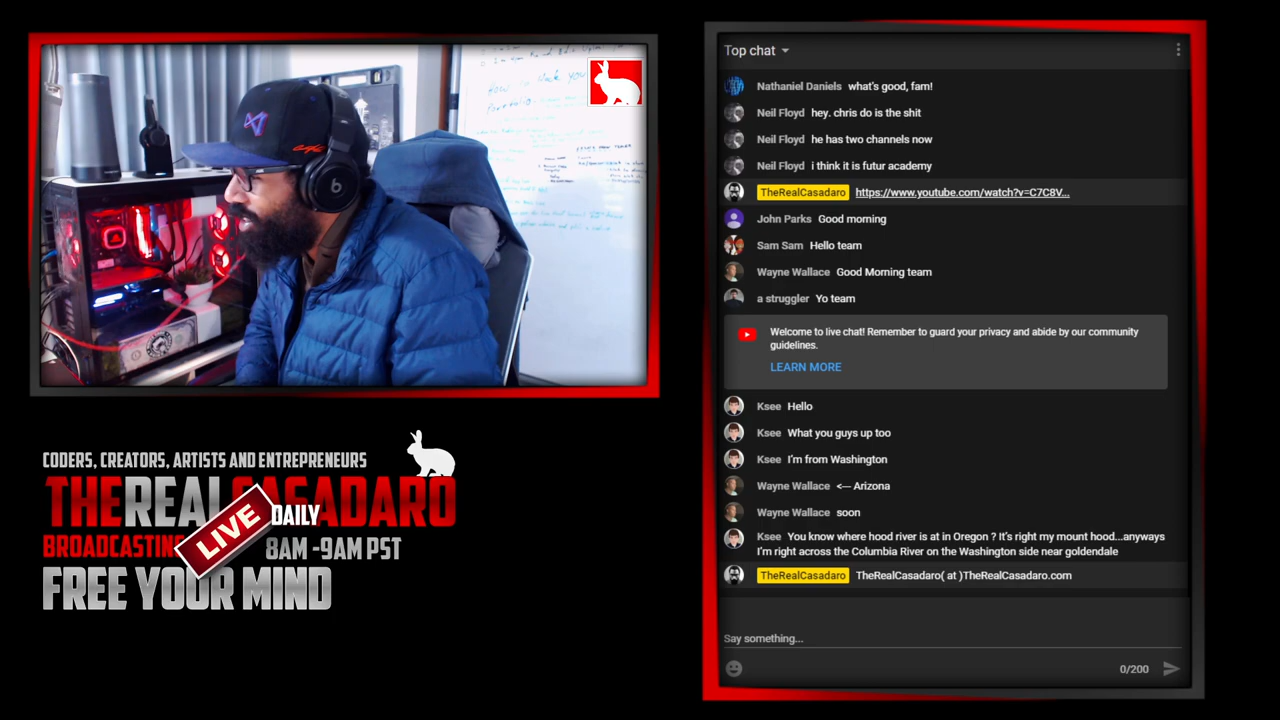 How to Hack You
Portfolio
CODERS, CREATORS, ARTISTS AND ENTREPRENEURS
THEREALCASADARO
LIVE
DAILY
BROADCASTING
8AM -9AM PST
FREE YOUR MIND
Top chat
Nathaniel Daniels what's good, fam!
Neil Floyd hey. chris do is the shit
Neil Floyd he has two channels now
Neil Floyd i think it is futur academy
TheRealCasadaro https://www.youtube.com/watch?v=C7C8V...
John Parks Good morning
Sam Sam Hello team
Wayne Wallace Good Morning team
a struggler Yo team
Welcome to live chat! Remember to guard your privacy and abide by our community
guidelines.
LEARN MORE
Ksee Hello
Ksee What you guys up too
Ksee I'm from Washington
Wayne Wallace <--- Arizona
Wayne Wallace soon
Ksee You know where hood river is at in Oregon ? It's right my mount hood...anyways
I'm right across the Columbia River on the Washington side near goldendale
TheRealCasadaro TheRealCasadaro( at )TheRealCasadaro.com
Say something...
0/200